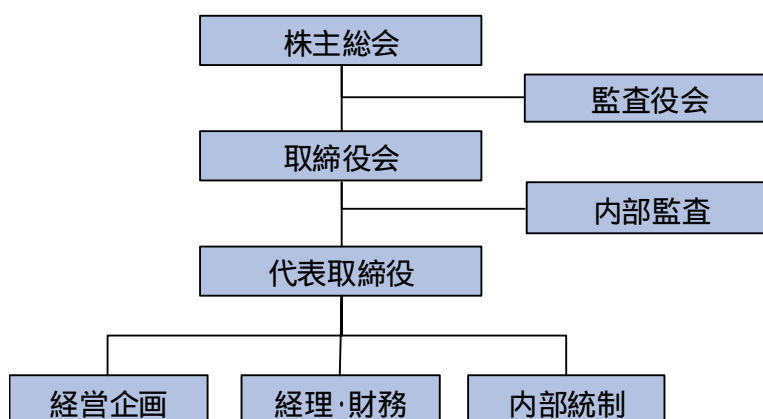 株主総会
監査役会
取締役会
内部監査
代表取締役
経営企画
経理･財務
内部統制